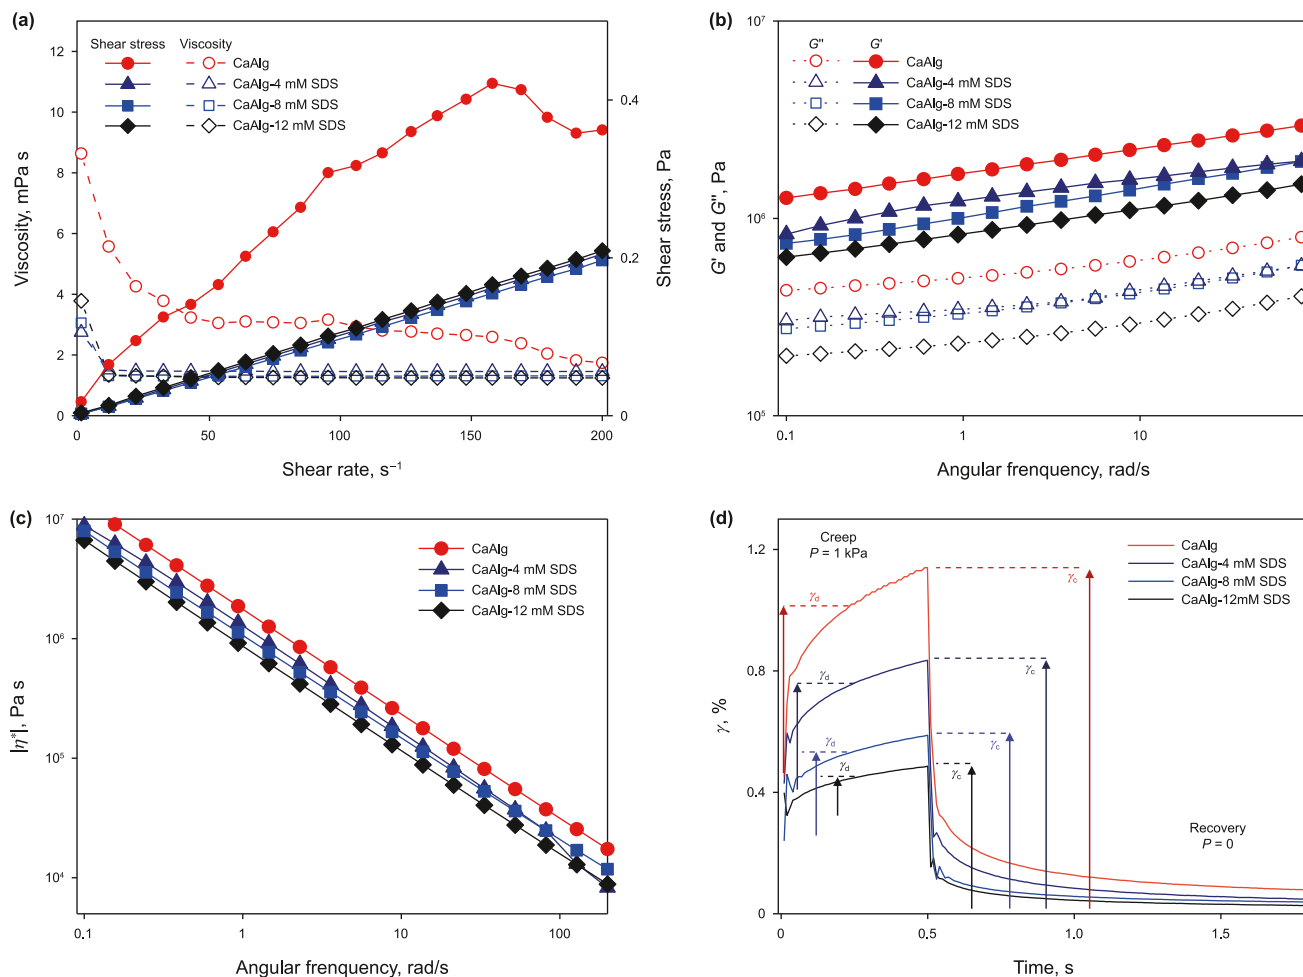 (a)
Shear stress Viscosity
CaAlg
CaAlg-4 mM SDS
CaAlg-8 mM SDS
CaAlg-12 mM SDS
12
10
8
6
4
2
0
Viscosity, mPa s
0.4
0.2
0
Shear stress, Pa
0 50 100 150 200
Shear rate, s⁻¹
(b)
G" G'
CaAlg
CaAlg-4 mM SDS
CaAlg-8 mM SDS
CaAlg-12 mM SDS
10⁷
10⁶
10⁵
G' and G", Pa
0.1 1 10
Angular frenquency, rad/s
(c)
CaAlg
CaAlg-4 mM SDS
CaAlg-8 mM SDS
CaAlg-12 mM SDS
10⁷
10⁶
10⁵
10⁴
|η*|, Pa s
0.1 1 10 100
Angular frenquency, rad/s
(d)
Creep
P = 1 kPa
CaAlg
CaAlg-4 mM SDS
CaAlg-8 mM SDS
CaAlg-12mM SDS
γd
γc
γd
γc
γd
γc
γd
γc
Recovery
P = 0
1.2
0.8
0.4
0
γ, %
0 0.5 1.0 1.5
Time, s